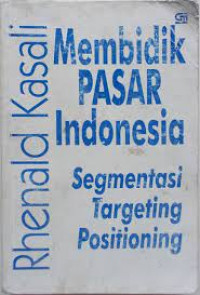 Rhenald Kasali
Membidik
PASAR
Indonesia
Segmentasi
Targeting
Positioning